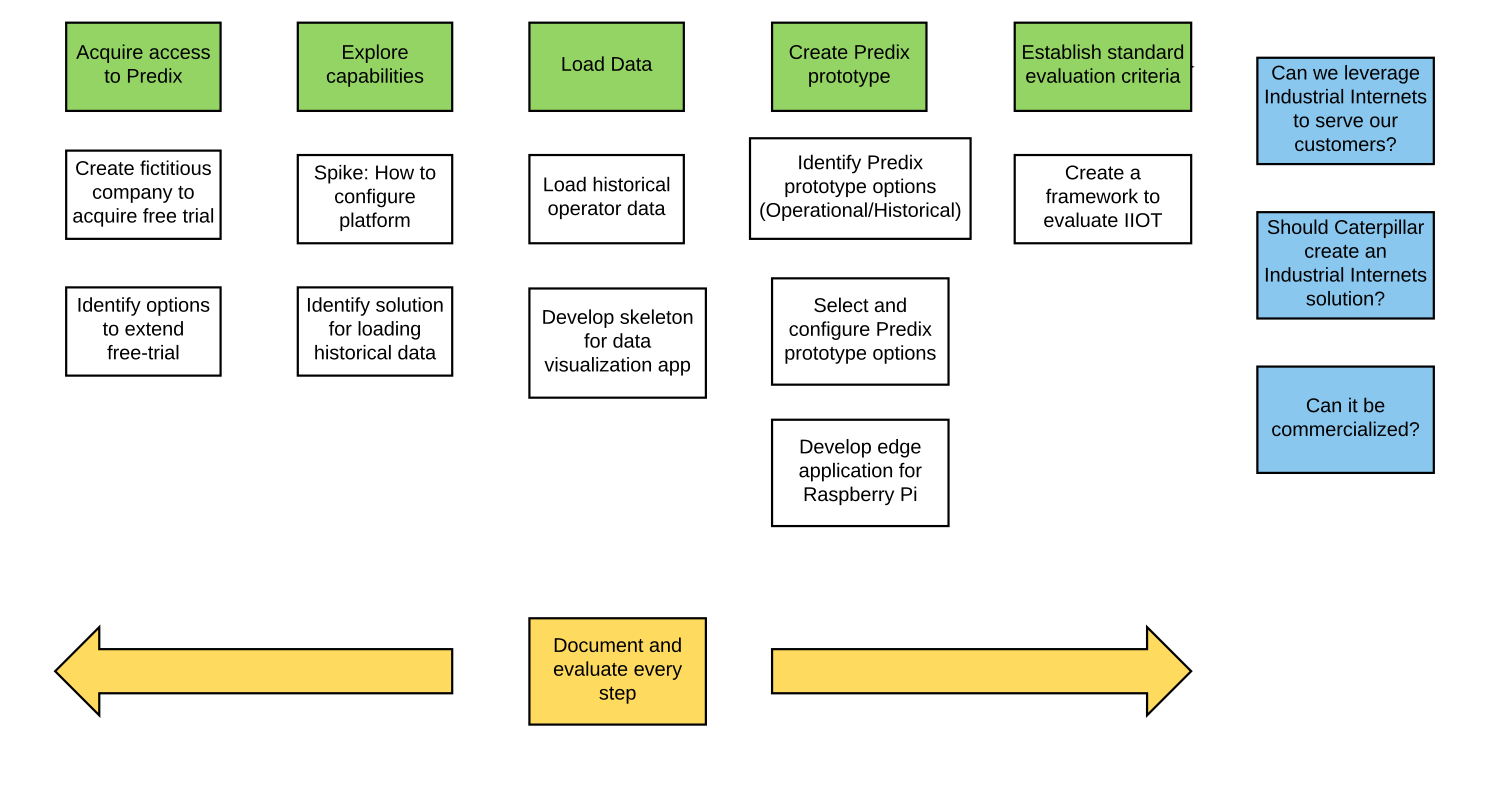 Acquire access
to Predix
Explore
capabilities
Load Data
Create Predix
prototype
Establish standard
evaluation criteria
Can we leverage
Industrial Internets
to serve our
customers?
Create fictitious
company to
acquire free trial
Spike: How to
configure
platform
Load historical
operator data
Identify Predix
prototype options
(Operational/Historical)
Create a
framework to
evaluate IIOT
Should Caterpillar
create an
Industrial Internets
solution?
Identify options
to extend
free-trial
Identify solution
for loading
historical data
Develop skeleton
for data
visualization app
Select and
configure Predix
prototype options
Can it be
commercialized?
Develop edge
application for
Raspberry Pi
Document and
evaluate every
step